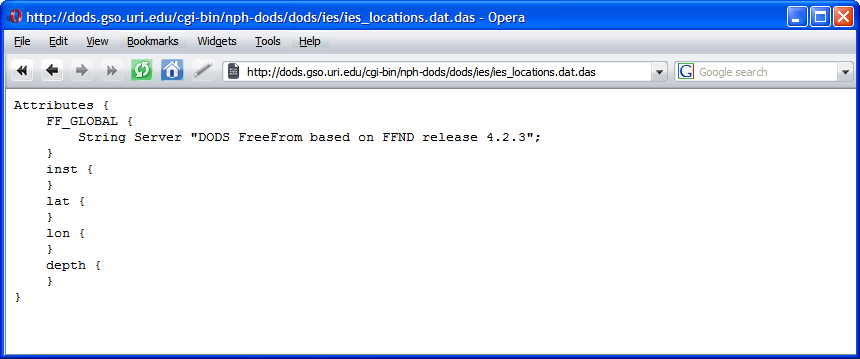 http://dods.gso.uri.edu/cgi-bin/nph-dods/dods/ies/ies_locations.dat.das - Opera
File Edit View Bookmarks Widgets Tools Help
http://dods.gso.uri.edu/cgi-bin/nph-dods/dods/ies/ies_locations.dat.das G Google search
Attributes {
    FF_GLOBAL {
        String Server "DODS FreeFrom based on FFND release 4.2.3";
    }
    inst {
    }
    lat {
    }
    lon {
    }
    depth {
    }
}